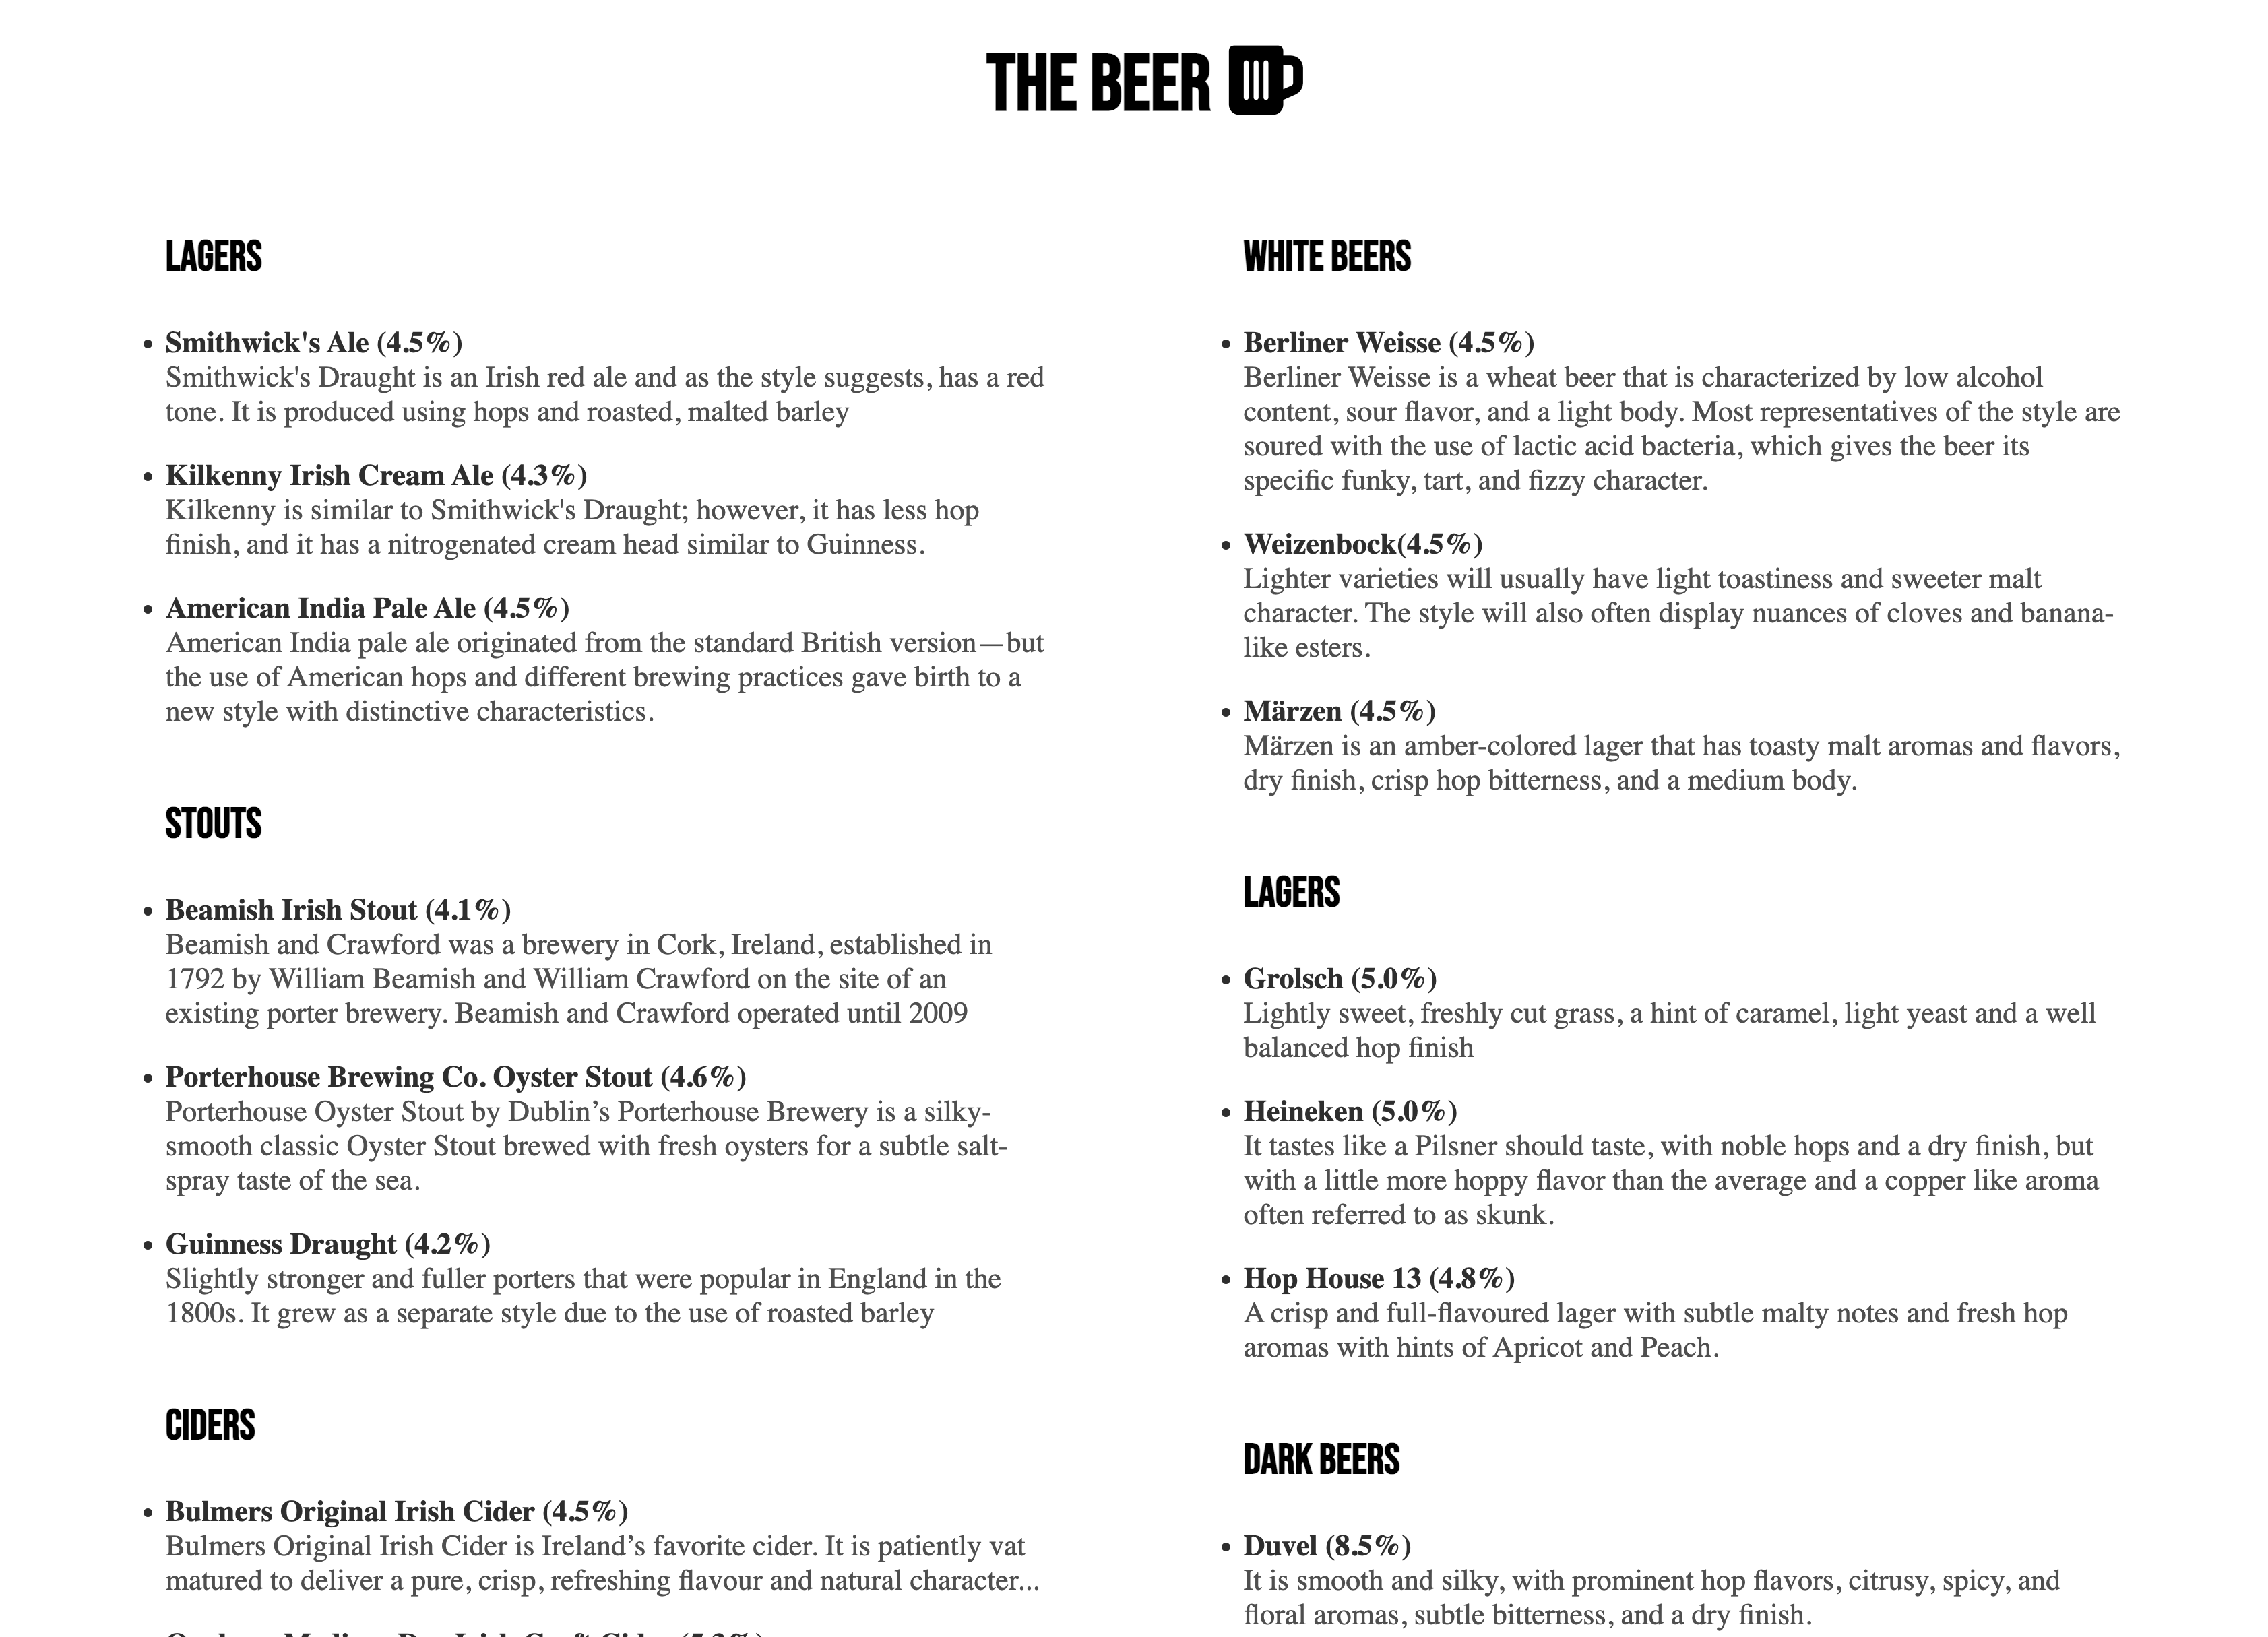 THE BEER
LAGERS
Smithwick's Ale (4.5%)
Smithwick's Draught is an Irish red ale and as the style suggests, has a red
tone. It is produced using hops and roasted, malted barley
Kilkenny Irish Cream Ale (4.3%)
Kilkenny is similar to Smithwick's Draught; however, it has less hop
finish, and it has a nitrogenated cream head similar to Guinness.
American India Pale Ale (4.5%)
American India pale ale originated from the standard British version—but
the use of American hops and different brewing practices gave birth to a
new style with distinctive characteristics.
STOUTS
Beamish Irish Stout (4.1%)
Beamish and Crawford was a brewery in Cork, Ireland, established in
1792 by William Beamish and William Crawford on the site of an
existing porter brewery. Beamish and Crawford operated until 2009
Porterhouse Brewing Co. Oyster Stout (4.6%)
Porterhouse Oyster Stout by Dublin’s Porterhouse Brewery is a silky-
smooth classic Oyster Stout brewed with fresh oysters for a subtle salt-
spray taste of the sea.
Guinness Draught (4.2%)
Slightly stronger and fuller porters that were popular in England in the
1800s. It grew as a separate style due to the use of roasted barley
CIDERS
Bulmers Original Irish Cider (4.5%)
Bulmers Original Irish Cider is Ireland’s favorite cider. It is patiently vat
matured to deliver a pure, crisp, refreshing flavour and natural character...
WHITE BEERS
Berliner Weisse (4.5%)
Berliner Weisse is a wheat beer that is characterized by low alcohol
content, sour flavor, and a light body. Most representatives of the style are
soured with the use of lactic acid bacteria, which gives the beer its
specific funky, tart, and fizzy character.
Weizenbock(4.5%)
Lighter varieties will usually have light toastiness and sweeter malt
character. The style will also often display nuances of cloves and banana-
like esters.
Märzen (4.5%)
Märzen is an amber-colored lager that has toasty malt aromas and flavors,
dry finish, crisp hop bitterness, and a medium body.
LAGERS
Grolsch (5.0%)
Lightly sweet, freshly cut grass, a hint of caramel, light yeast and a well
balanced hop finish
Heineken (5.0%)
It tastes like a Pilsner should taste, with noble hops and a dry finish, but
with a little more hoppy flavor than the average and a copper like aroma
often referred to as skunk.
Hop House 13 (4.8%)
A crisp and full-flavoured lager with subtle malty notes and fresh hop
aromas with hints of Apricot and Peach.
DARK BEERS
Duvel (8.5%)
It is smooth and silky, with prominent hop flavors, citrusy, spicy, and
floral aromas, subtle bitterness, and a dry finish.